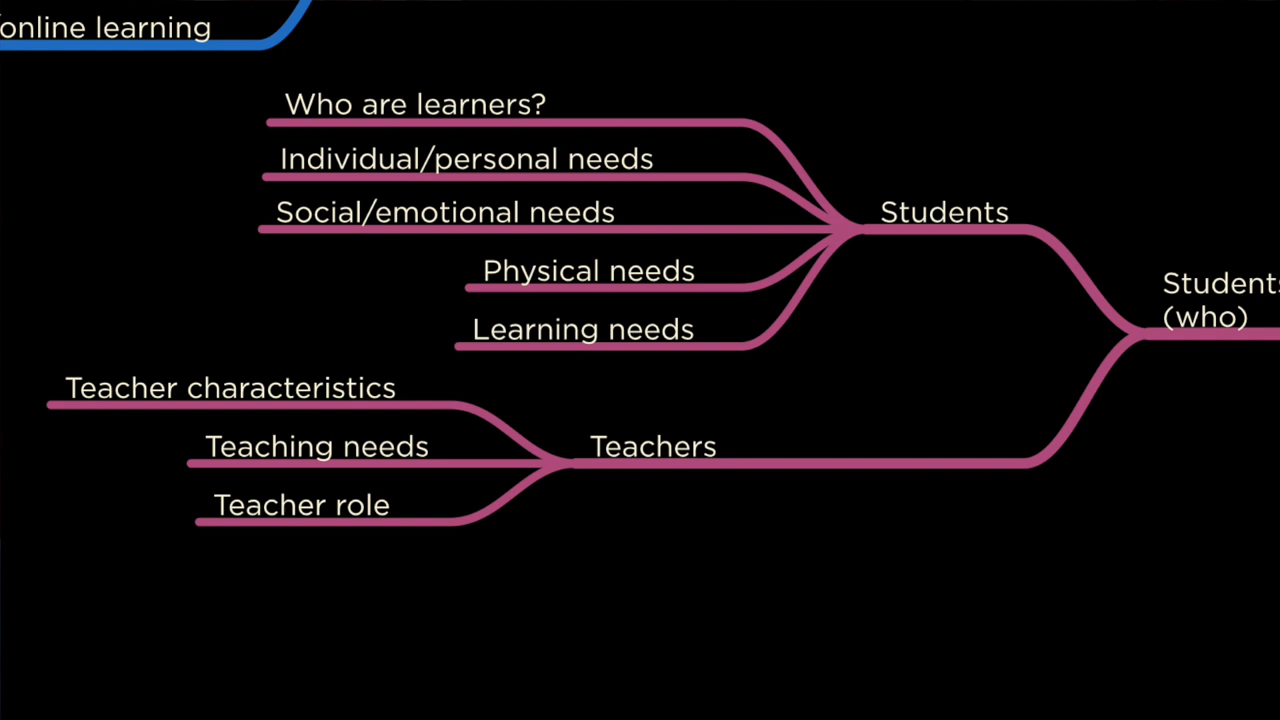 online learning
Who are learners?
Individual/personal needs
Social/emotional needs
Students
Physical needs
Learning needs
Students
(who)
Teacher characteristics
Teaching needs
Teachers
Teacher role